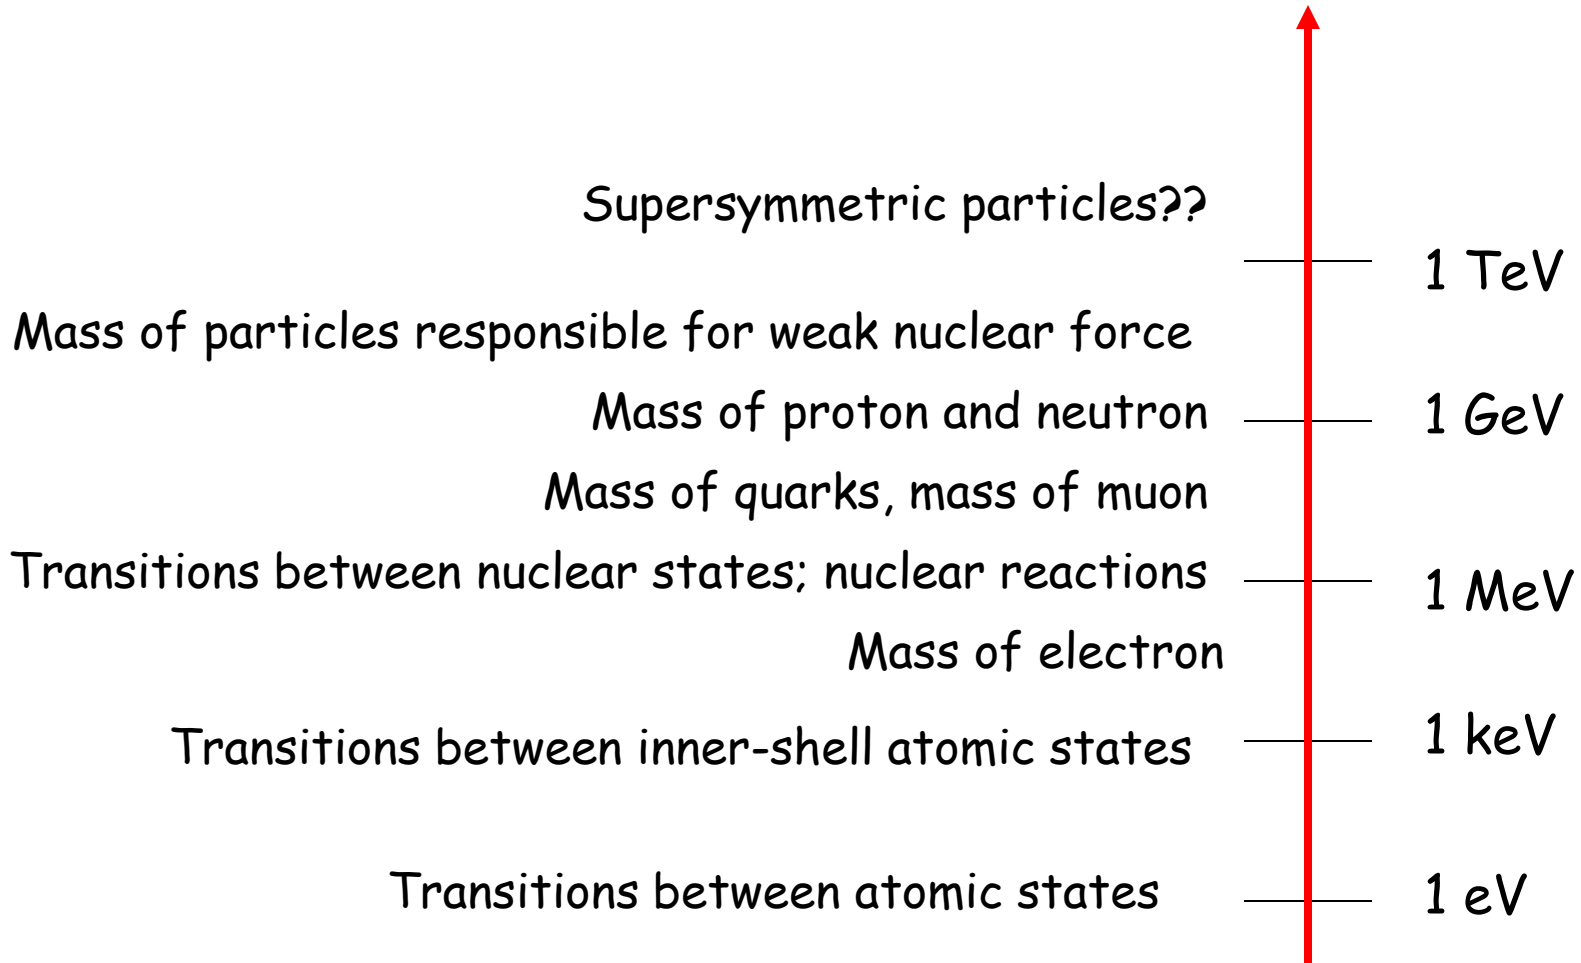 Supersymmetric particles??
1 TeV
Mass of particles responsible for weak nuclear force
Mass of proton and neutron
1 GeV
Mass of quarks, mass of muon
Transitions between nuclear states; nuclear reactions
1 MeV
Mass of electron
Transitions between inner-shell atomic states
1 keV
Transitions between atomic states
1 eV